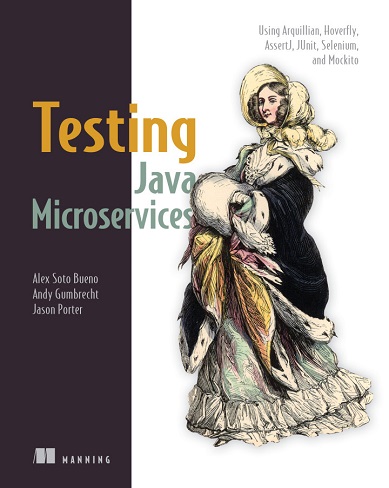 Using Arquillian, Hoverfly,
AssertJ, JUnit, Selenium,
and Mockito
Testing
Java
Microservices
Alex Soto Bueno
Andy Gumbrecht
Jason Porter
MANNING